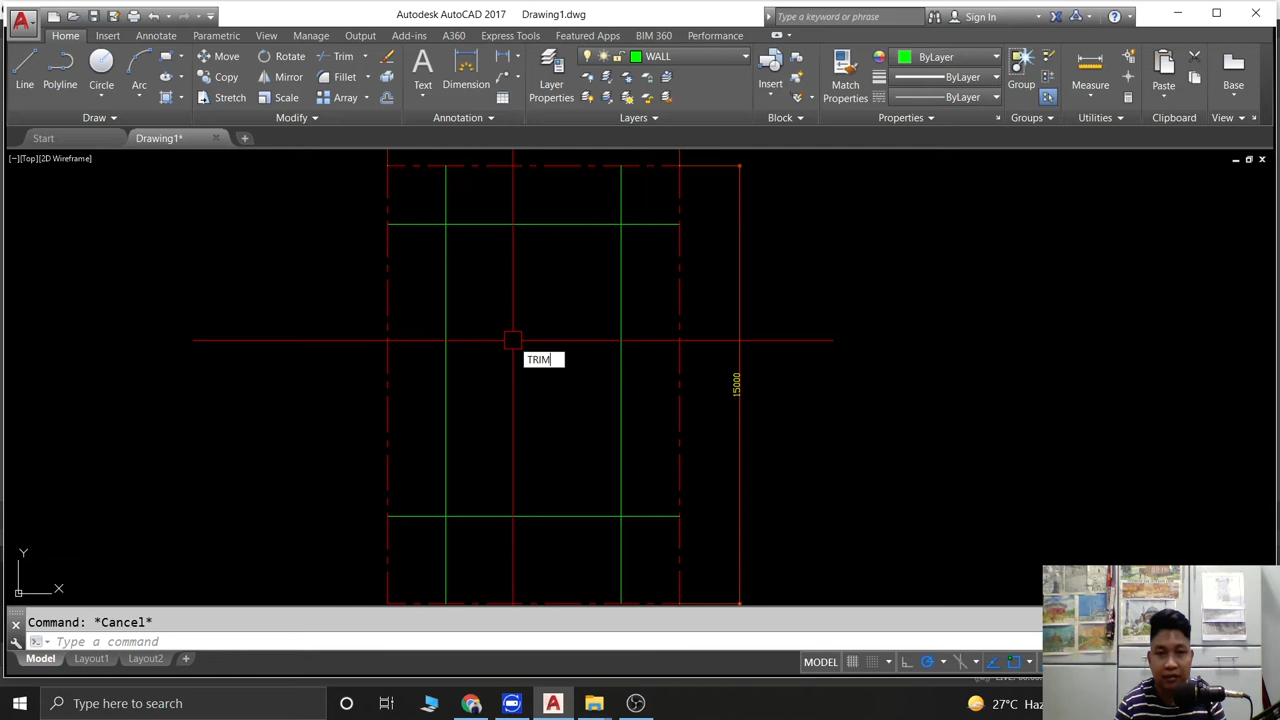 Autodesk AutoCAD 2017 Drawing1.dwg
Type a keyword or phrase
Sign In
Home Insert Annotate Parametric View Manage Output Add-ins A360 Express Tools Featured Apps BIM 360 Performance
Line Polyline Circle Arc
Move Rotate Trim
Copy Mirror Fillet
Stretch Scale Array
Text Dimension
Layer Properties
WALL
Insert
Match Properties
ByLayer
ByLayer
ByLayer
Group
Measure
Paste
Base
Draw Modify Annotation Layers Block Properties Groups Utilities Clipboard View
Start Drawing1*
[−][Top][2D Wireframe]
TRIM
15000
Y
X
Command: *Cancel*
Type a command
Model Layout1 Layout2
MODEL
Type here to search
27°C Haz